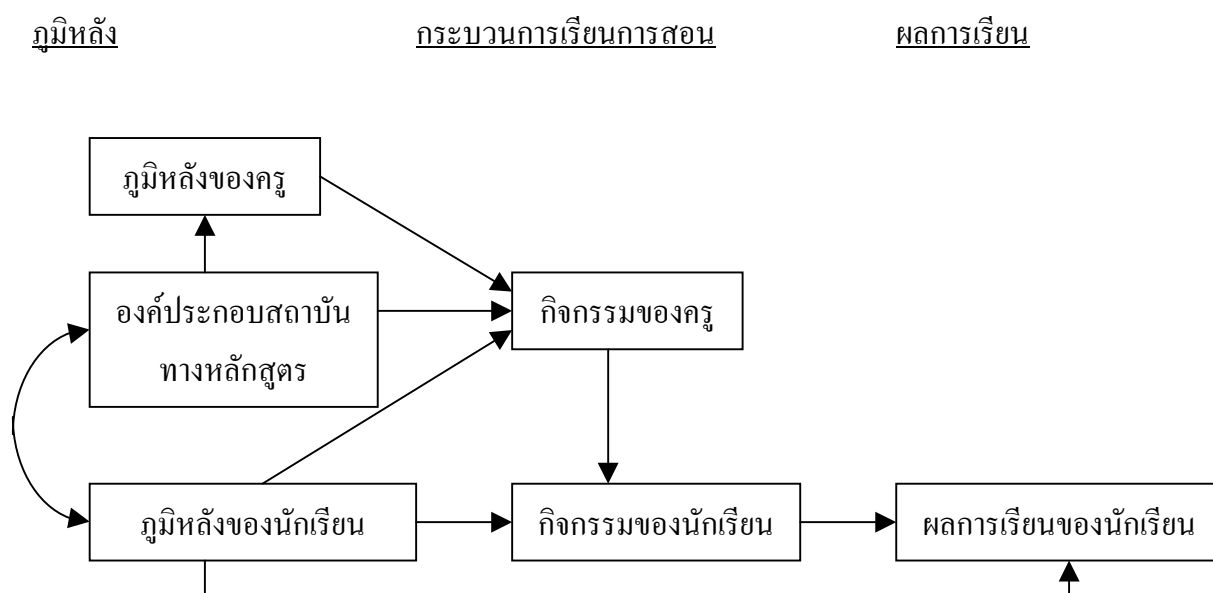 ภูมิหลัง กระบวนการเรียนการสอน ผลการเรียน
ภูมิหลังของครู
องค์ประกอบสถาบัน
ทางหลักสูตร
กิจกรรมของครู
ภูมิหลังของนักเรียน
กิจกรรมของนักเรียน
ผลการเรียนของนักเรียน